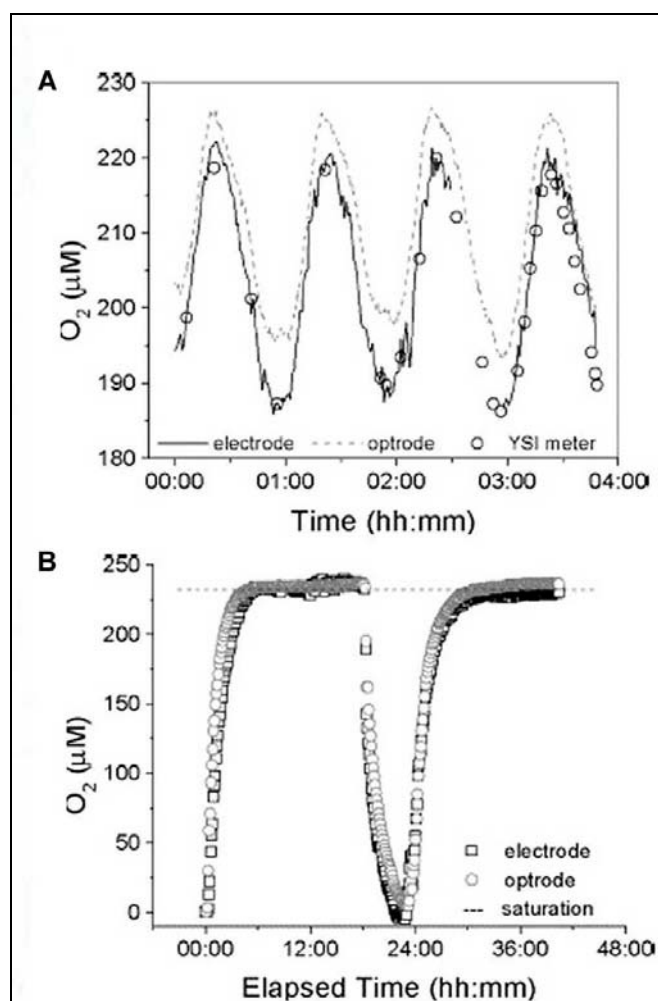 A
230
220
210
200
190
180
O₂ (μM)
electrode optrode YSI meter
00:00 01:00 02:00 03:00 04:00
Time (hh:mm)
B
250
200
150
100
50
0
O₂ (μM)
electrode
optrode
saturation
00:00 12:00 24:00 36:00 48:00
Elapsed Time (hh:mm)